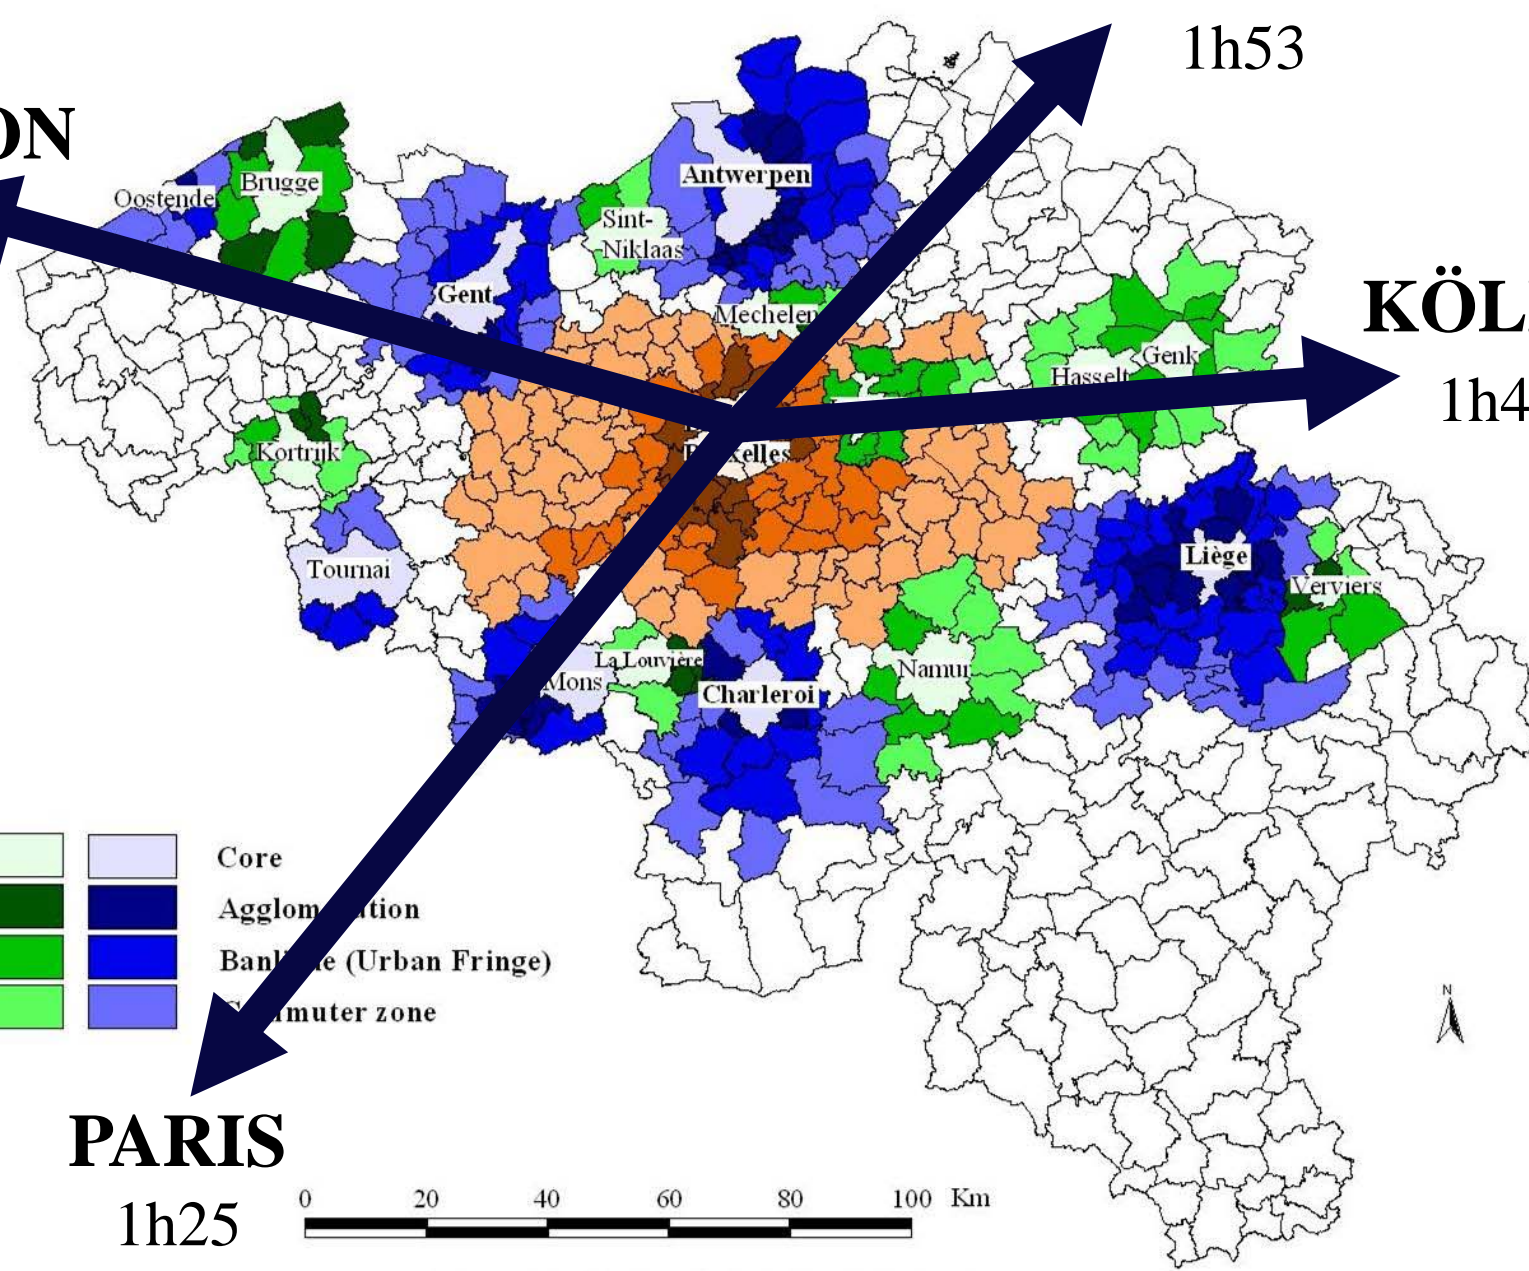 1h53
ON
Oostende
Brugge
Antwerpen
Sint-
Niklaas
Gent
Mechelen
KÖL
Genk
Hasselt
1h4
Kortrijk
Liège
Tournai
Verviers
La Louvière
Mons
Namur
Charleroi
Core
Agglom ation
Banl e (Urban Fringe)
muter zone
N
PARIS
1h25
0 20 40 60 80 100 Km